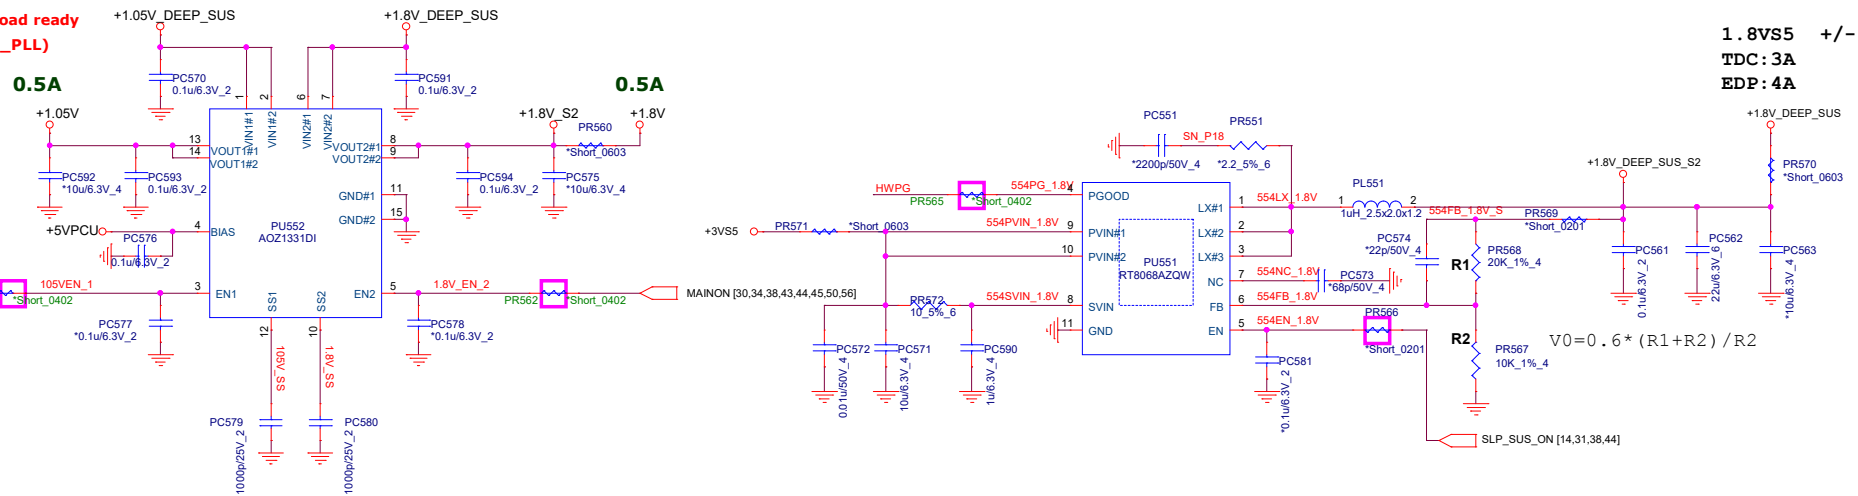 oad ready
_PLL)
+1.05V_DEEP_SUS
+1.8V_DEEP_SUS
PC570
0.1u/6.3V_2
PC591
0.1u/6.3V_2
0.5A
0.5A
+1.05V
+1.8V_S2
+1.8V
PR560
*Short_0603
1
2
6
7
VIN1#1
VIN1#2
VIN2#1
VIN2#2
13
14
VOUT1#1
VOUT1#2
VOUT2#1
VOUT2#2
8
9
PC592
*10u/6.3V_4
PC593
0.1u/6.3V_2
PC594
0.1u/6.3V_2
PC575
*10u/6.3V_4
GND#1
11
GND#2
15
+5VPCU
4
BIAS
PU552
AOZ1331DI
PC576
0.1u/6.3V_2
105VEN_1
3
EN1
EN2
5
1.8V_EN_2
*Short_0402
PR562
*Short_0402
MAINON [30,34,38,43,44,45,50,56]
SS1
SS2
12
10
PC577
*0.1u/6.3V_2
PC578
*0.1u/6.3V_2
105V_SS
1.8V_SS
PC579
1000p/25V_2
PC580
1000p/25V_2
1.8VS5 +/-
TDC:3A
EDP:4A
PC551
*2200p/50V_4
SN_P18
PR551
*2.2_5%_6
+1.8V_DEEP_SUS
+1.8V_DEEP_SUS_S2
PR570
*Short_0603
HWPG
PR565
*Short_0402
554PG_1.8V
4
PGOOD
LX#1
1
554LX_1.8V
PL551
1
2
1uH_2.5x2.0x1.2
554FB_1.8V_S
PR569
*Short_0201
+3VS5
PR571
*Short_0603
554PVIN_1.8V
9
PVIN#1
LX#2
2
10
PVIN#2
LX#3
3
PU551
RT8068AZQW
NC
7
554NC_1.8V
PC573
*68p/50V_4
PC574
*22p/50V_4
R1
PR568
20K_1%_4
PC561
0.1u/6.3V_2
PC562
22u/6.3V_6
PC563
*10u/6.3V_4
PR572
10_5%_6
554SVIN_1.8V
8
SVIN
FB
6
554FB_1.8V
11
GND
EN
5
554EN_1.8V
PR566
*Short_0201
R2
PR567
10K_1%_4
V0=0.6*(R1+R2)/R2
PC572
0.01u/50V_4
PC571
10u/6.3V_4
PC590
1u/6.3V_4
PC581
*0.1u/6.3V_2
SLP_SUS_ON [14,31,38,44]